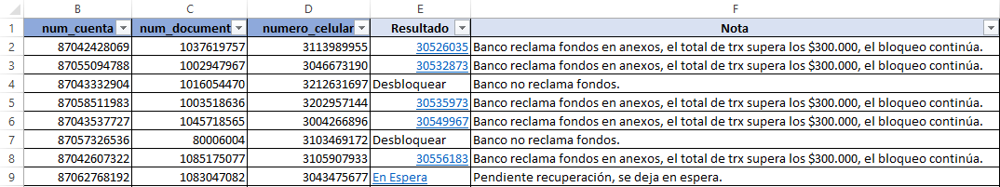 B C D E F
1 num_cuenta num_document numero_celular Resultado Nota
2 87042428069 1037619757 3113989955 30526035 Banco reclama fondos en anexos, el total de trx supera los $300.000, el bloqueo continúa.
3 87055094788 1002947967 3046673190 30532873 Banco reclama fondos en anexos, el total de trx supera los $300.000, el bloqueo continúa.
4 87043332904 1016054470 3212631697 Desbloquear Banco no reclama fondos.
5 87058511983 1003518636 3202957144 30535973 Banco reclama fondos en anexos, el total de trx supera los $300.000, el bloqueo continúa.
6 87043537727 1045718565 3004266896 30549967 Banco reclama fondos en anexos, el total de trx supera los $300.000, el bloqueo continúa.
7 87057326536 80006004 3103469172 Desbloquear Banco no reclama fondos.
8 87042607322 1085175077 3105907933 30556183 Banco reclama fondos en anexos, el total de trx supera los $300.000, el bloqueo continúa.
9 87062768192 1083047082 3043475677 En Espera Pendiente recuperación, se deja en espera.